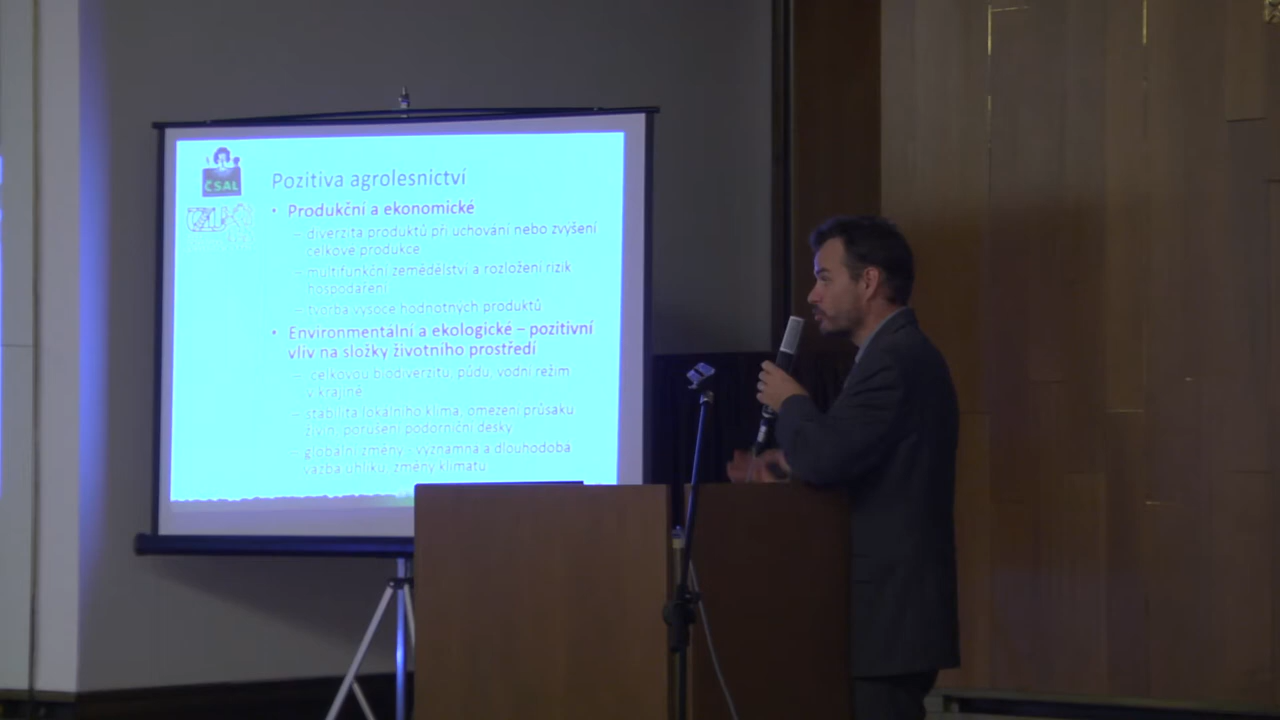 ČSAL
Pozitiva agrolesnictví
• Produkční a ekonomické
– diverzita produktů při uchování nebo zvýšení
celkové produkce
– multifunkční zemědělství a rozložení rizik
hospodaření
– tvorba vysoce hodnotných produktů
• Environmentální a ekologické – pozitivní
vliv na složky životního prostředí
– celkovou biodiverzitu, půdu, vodní režim
v krajině
– stabilita lokálního klima, omezení průsaku
živin, porušení podorniční desky
– globální změny - významna a dlouhodobá
vazba uhlíku, změny klimatu